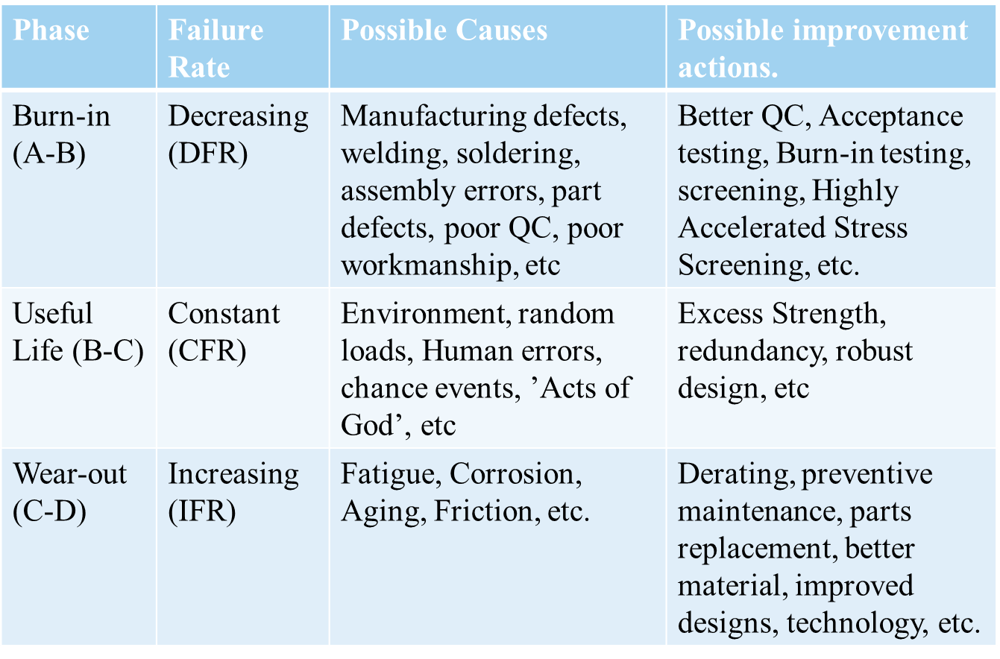 Phase
Failure
Rate
Possible Causes
Possible improvement
actions.
Burn-in
(A-B)
Decreasing
(DFR)
Manufacturing defects,
welding, soldering,
assembly errors, part
defects, poor QC, poor
workmanship, etc
Better QC, Acceptance
testing, Burn-in testing,
screening, Highly
Accelerated Stress
Screening, etc.
Useful
Life (B-C)
Constant
(CFR)
Environment, random
loads, Human errors,
chance events, ’Acts of
God’, etc
Excess Strength,
redundancy, robust
design, etc
Wear-out
(C-D)
Increasing
(IFR)
Fatigue, Corrosion,
Aging, Friction, etc.
Derating, preventive
maintenance, parts
replacement, better
material, improved
designs, technology, etc.